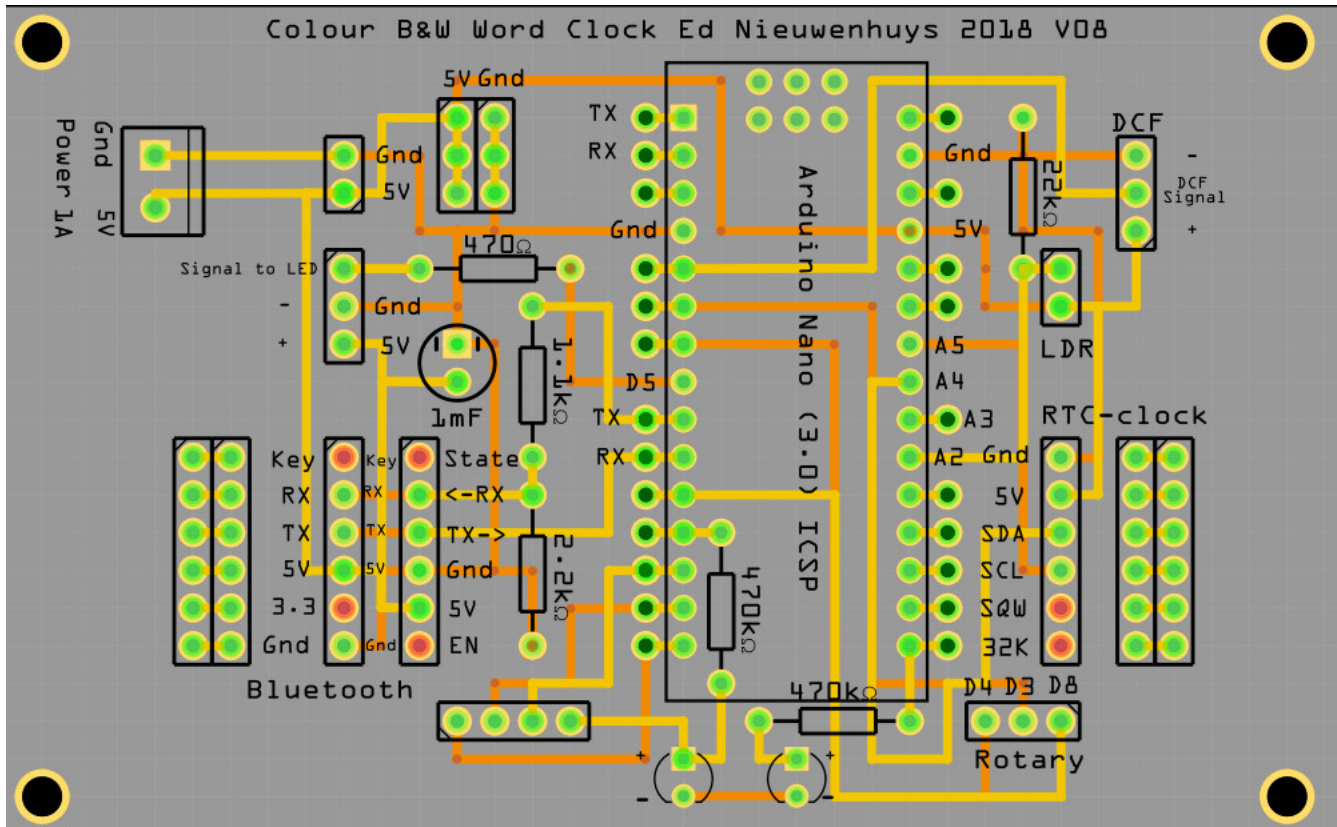 Colour B&W Word Clock Ed Nieuwenhuys 2018 V08
5V Gnd
Power 1A
Gnd
5V
Gnd
5V
TX
RX
Gnd
Arduino Nano (3.0) ICSP
Gnd
5V
22kΩ
DCF
-
DCF
Signal
+
470Ω
Signal to LED
-
Gnd
+
5V
1mF
1.1kΩ
D5
TX
RX
A5
A4
A3
A2
LDR
RTC-clock
Gnd
5V
SDA
SCL
SQW
32K
Key Key State
RX RX <-RX
TX TX TX->
5V 5V Gnd
3.3 5V
Gnd Gnd EN
Bluetooth
2.2kΩ
470kΩ
470kΩ
D4 D3 D8
Rotary
+
-
+
-